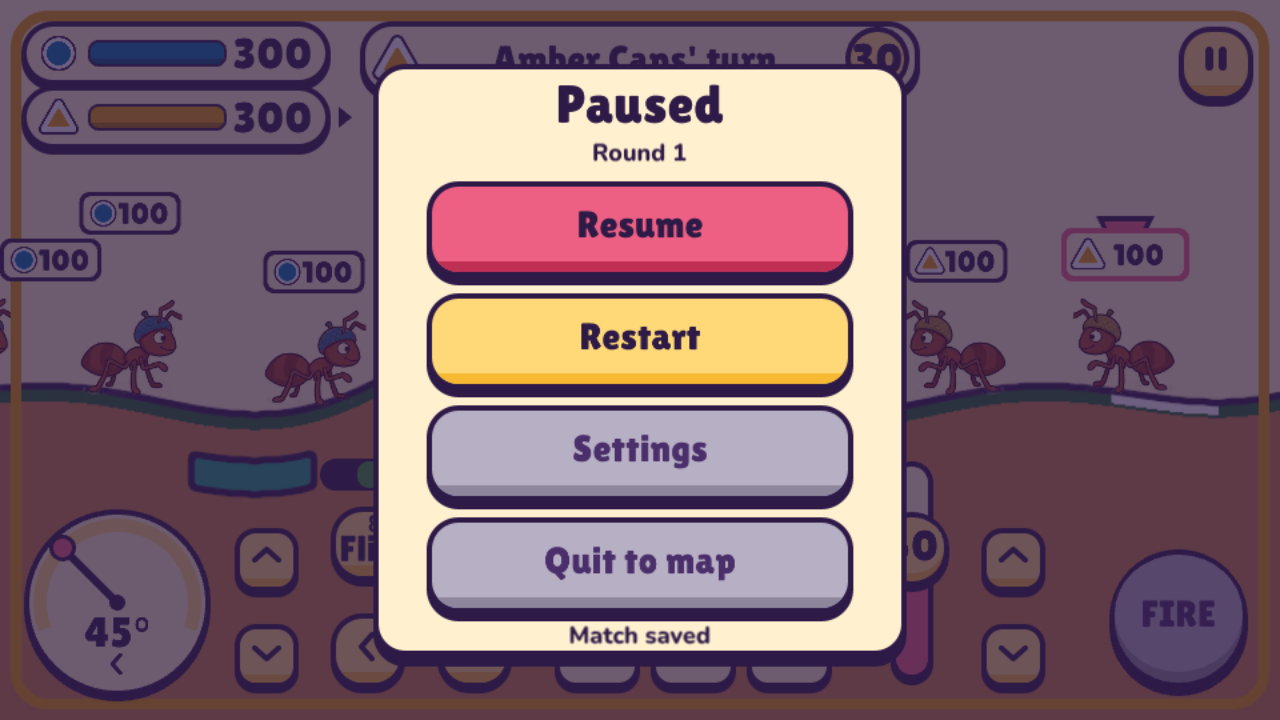 300
Amber Caps' turn
30
300
Paused
Round 1
Resume
100
100
100
100
100
Restart
Settings
Quit to map
45°
FIRE
Match saved